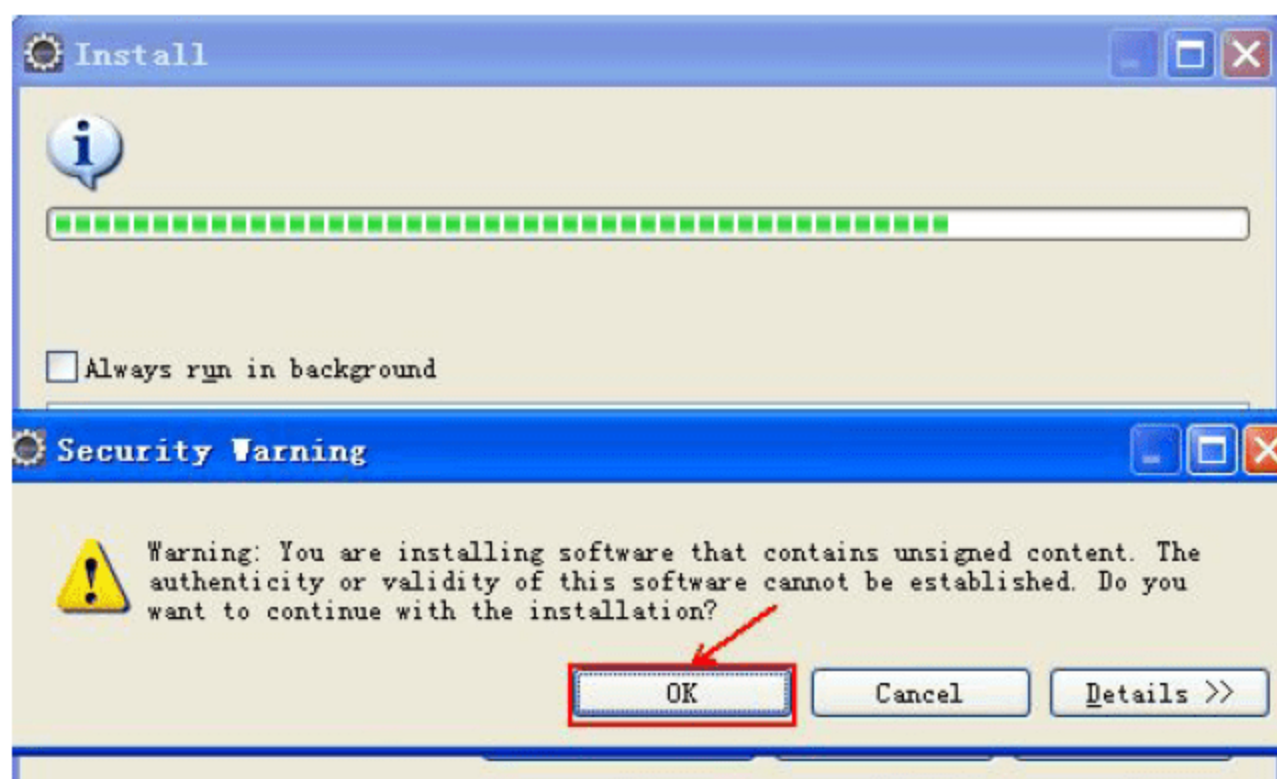 Install
Always run in background
Security Warning
Warning: You are installing software that contains unsigned content. The
authenticity or validity of this software cannot be established. Do you
want to continue with the installation?
OK
Cancel
Details >>